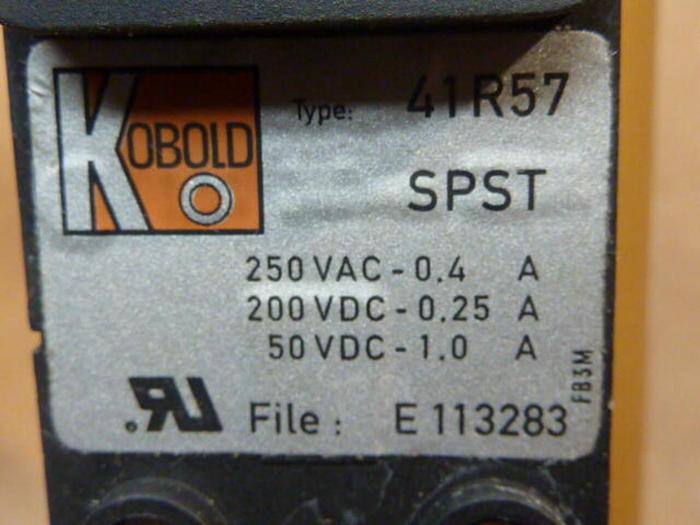 KOBOLD
Type: 41R57
SPST
250 VAC - 0.4 A
200 VDC - 0.25 A
50 VDC - 1.0 A
File : E 113283
FB3M